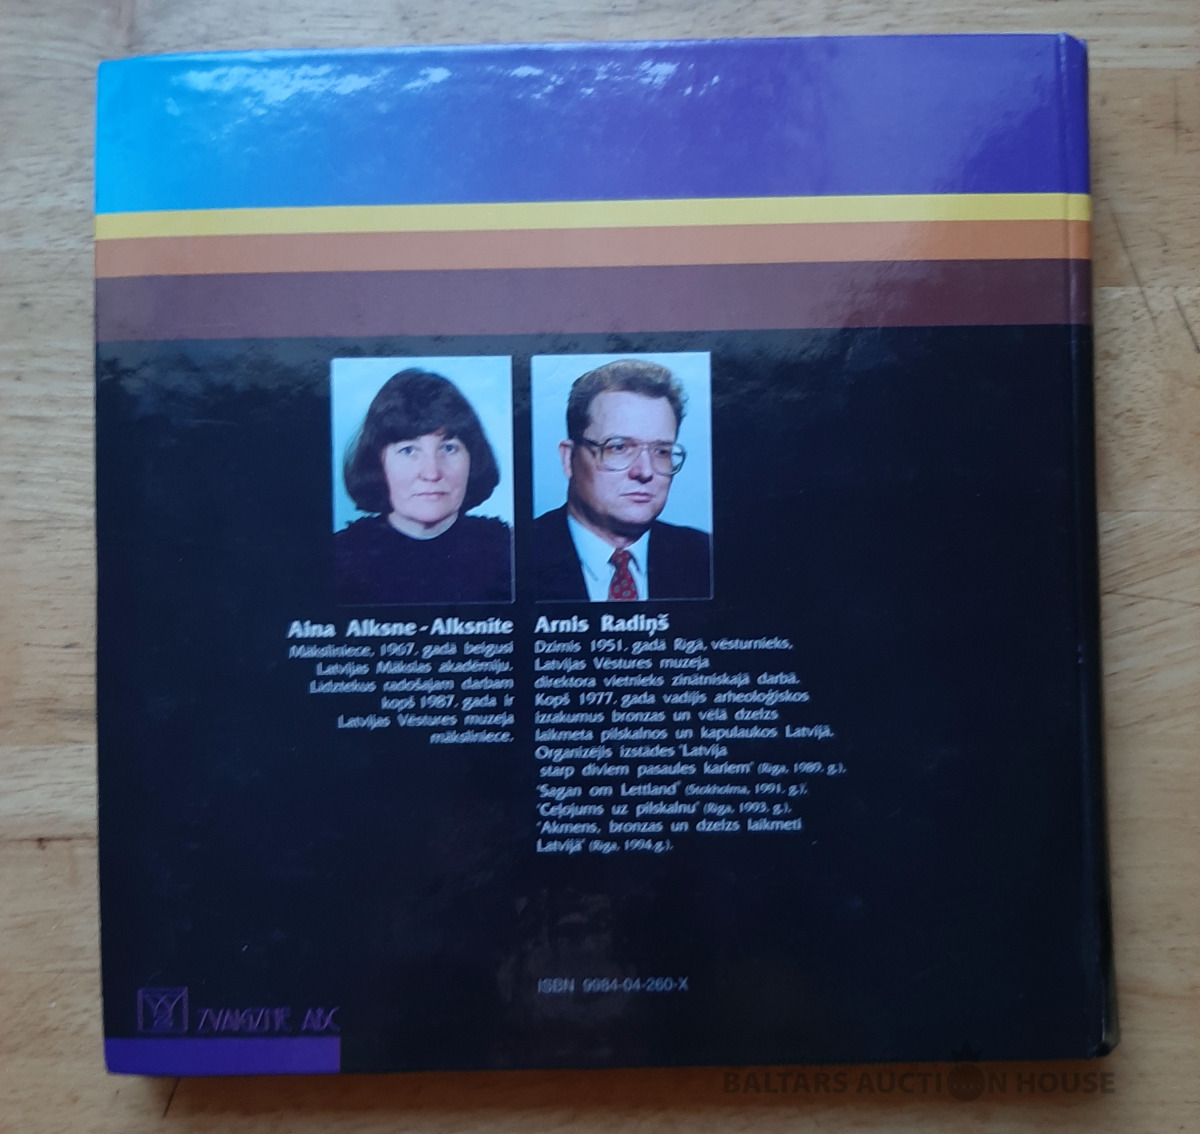 Aina Alksne-Alksnīte
Māksliniece, 1967. gadā beigusi
Latvijas Mākslas akadēmiju.
Līdztekus radošajam darbam
kopš 1987. gada ir
Latvijas Vēstures muzeja
māksliniece.
Arnis Radiņš
Dzimis 1951. gadā Rīgā, vēsturnieks,
Latvijas Vēstures muzeja
direktora vietnieks zinātniskajā darbā.
Kopš 1977. gada vadījis arheoloģiskos
izrakumus bronzas un vēlā dzelzs
laikmeta pilskalnos un kapulaukos Latvijā.
Organizējis izstādes "Latvija
starp diviem pasaules kariem" (Rīga, 1989. g.),
"Sagan om Lettland" (Stokholma, 1991. g.),
"Ceļojums uz pilskalnu" (Rīga, 1993. g.),
"Akmens, bronzas un dzelzs laikmeti
Latvijā" (Rīga, 1994.g.).
ISBN 9984-04-260-X
ZVAIGZNE ABC
BALTARS AUCTION HOUSE